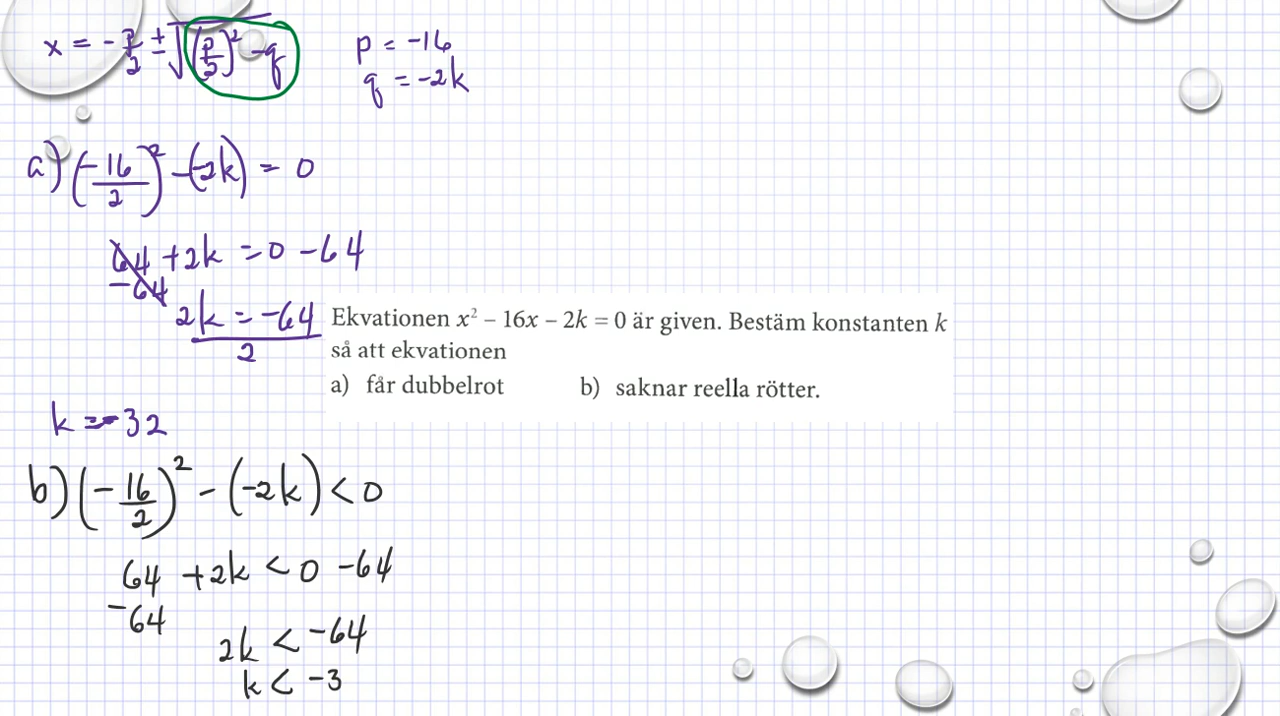 x = -p/2 ± √((p/2)² - q)
p = -16
q = -2k
a) (-16/2)² - (-2k) = 0
64 + 2k = 0 - 64
-64
2k = -64
2
Ekvationen x² – 16x – 2k = 0 är given. Bestäm konstanten k
så att ekvationen
a) får dubbelrot b) saknar reella rötter.
k = -32
b) (-16/2)² - (-2k) < 0
64 + 2k < 0 - 64
-64
2k < -64
k < -3